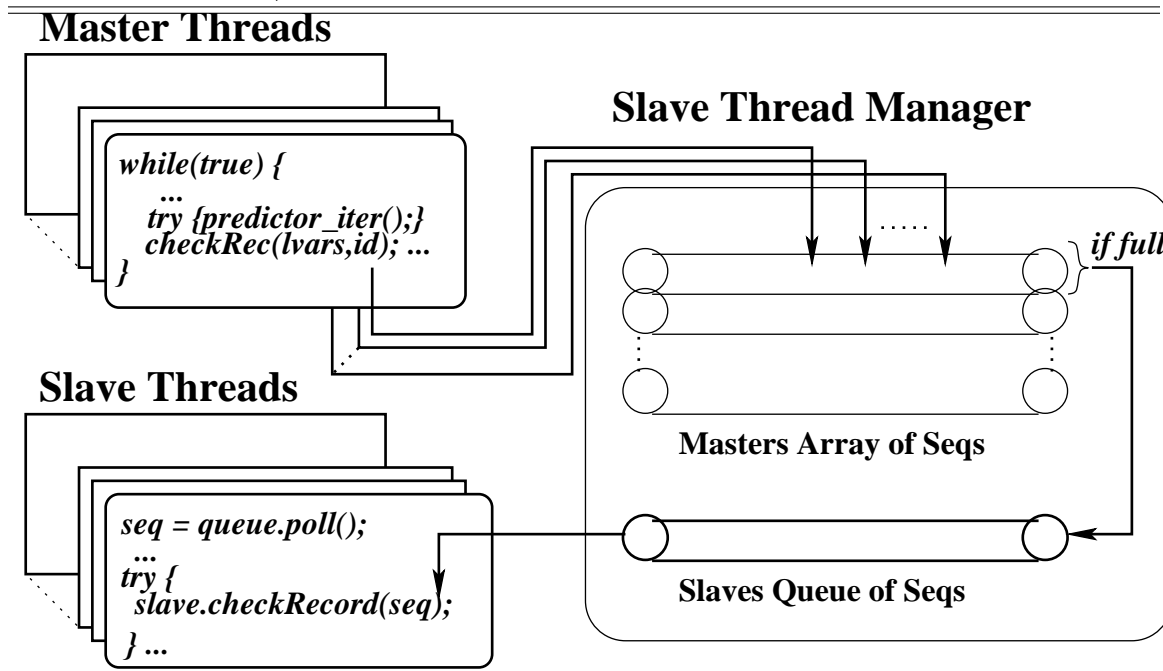 Master Threads
while(true) {
...
try {predictor_iter();}
checkRec(lvars,id); ...
}
Slave Thread Manager
.....
if full
Masters Array of Seqs
Slaves Queue of Seqs
Slave Threads
seq = queue.poll();
...
try {
slave.checkRecord(seq);
} ...